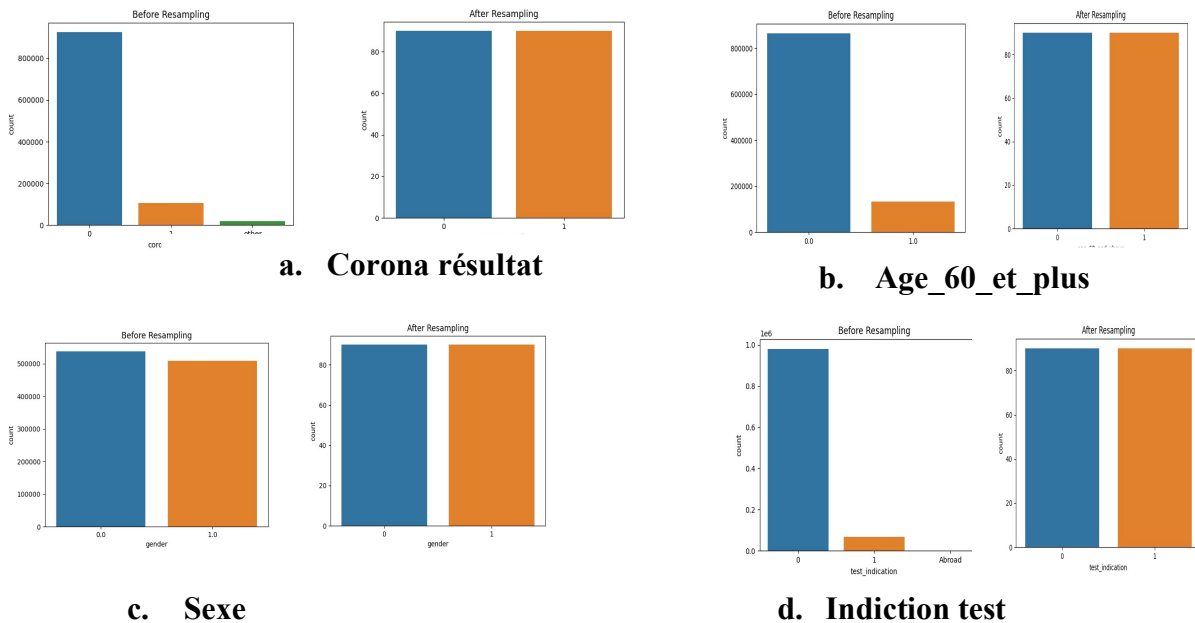 Before Resampling
800000
600000
400000
200000
0
count
0
1
other
corc
After Resampling
80
60
40
20
0
count
0
1
a. Corona résultat
Before Resampling
800000
600000
400000
200000
0
count
0.0
1.0
After Resampling
80
60
40
20
0
count
0
1
b. Age_60_et_plus
Before Resampling
500000
400000
300000
200000
100000
0
count
0.0
1.0
gender
After Resampling
80
60
40
20
0
count
0
1
gender
c. Sexe
1e6
Before Resampling
1.0
0.8
0.6
0.4
0.2
0.0
count
0
1
Abroad
test_indication
After Resampling
80
60
40
20
0
count
0
1
test_indication
d. Indiction test